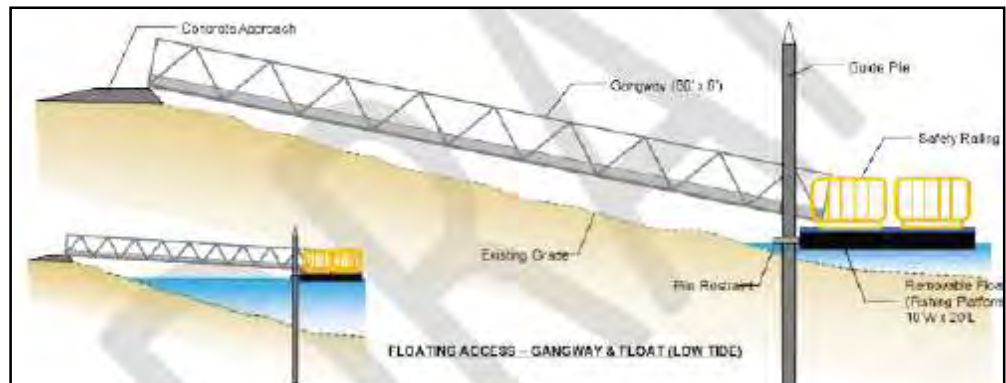 Concrete Approach
Guide Pile
Gangway (80' x 6')
Safety Railing
Existing Grade
Pile Restraint
Removable Float
(Fishing Platform
10'W x 20'L
FLOATING ACCESS – GANGWAY & FLOAT (LOW TIDE)